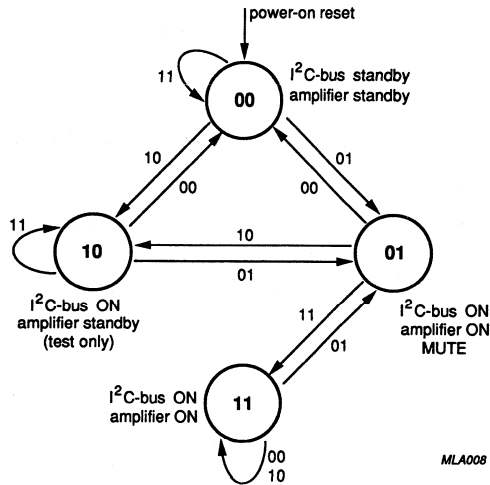 power-on reset
I²C-bus standby
amplifier standby
11
00
10
00
01
00
11
10
10
01
01
I²C-bus ON
amplifier standby
(test only)
I²C-bus ON
amplifier ON
MUTE
11
01
I²C-bus ON
amplifier ON
11
00
10
MLA008